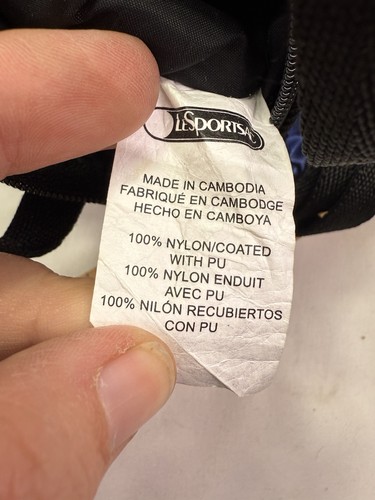 LESPORTSAC
MADE IN CAMBODIA
FABRIQUÉ EN CAMBODGE
HECHO EN CAMBOYA
100% NYLON/COATED
WITH PU
100% NYLON ENDUIT
AVEC PU
100% NILÓN RECUBIERTOS
CON PU